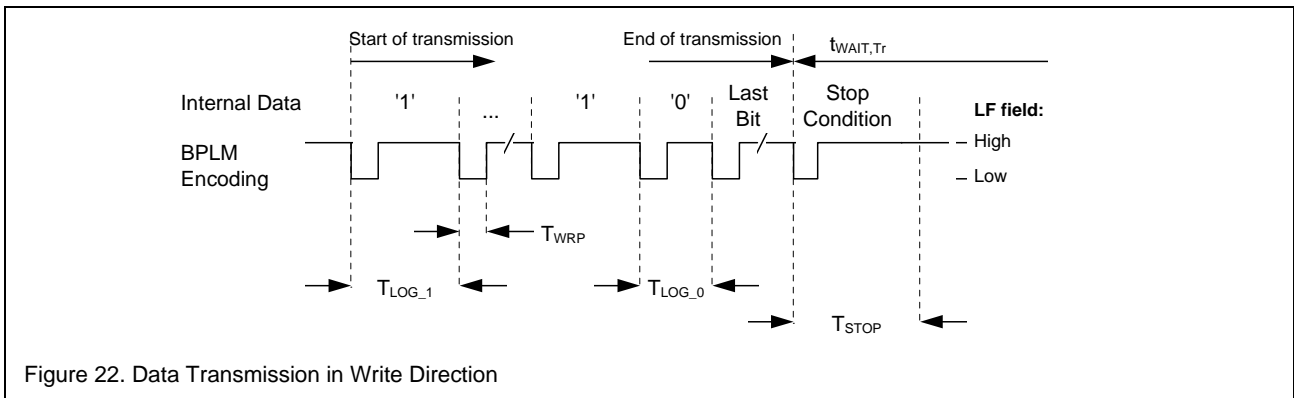 Start of transmission
End of transmission
tWAIT,Tr
Internal Data
'1'
...
'1'
'0'
Last
Bit
Stop
Condition
LF field:
BPLM
Encoding
High
Low
TWRP
TLOG_1
TLOG_0
TSTOP
Figure 22. Data Transmission in Write Direction